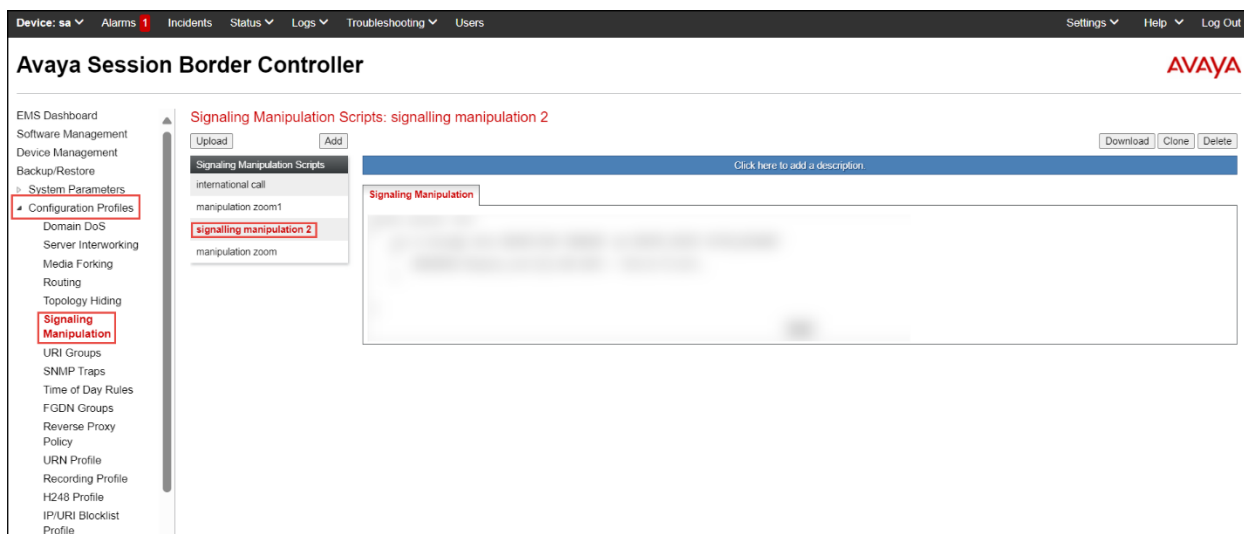 Device: sa Alarms 1 Incidents Status Logs Troubleshooting Users Settings Help Log Out
Avaya Session Border Controller
AVAYA
EMS Dashboard
Software Management
Device Management
Backup/Restore
System Parameters
Configuration Profiles
Domain DoS
Server Interworking
Media Forking
Routing
Topology Hiding
Signaling
Manipulation
URI Groups
SNMP Traps
Time of Day Rules
FGDN Groups
Reverse Proxy
Policy
URN Profile
Recording Profile
H248 Profile
IP/URI Blocklist
Profile
Signaling Manipulation Scripts: signalling manipulation 2
Upload Add Download Clone Delete
Signaling Manipulation Scripts
international call
manipulation zoom1
signalling manipulation 2
manipulation zoom
Click here to add a description.
Signaling Manipulation